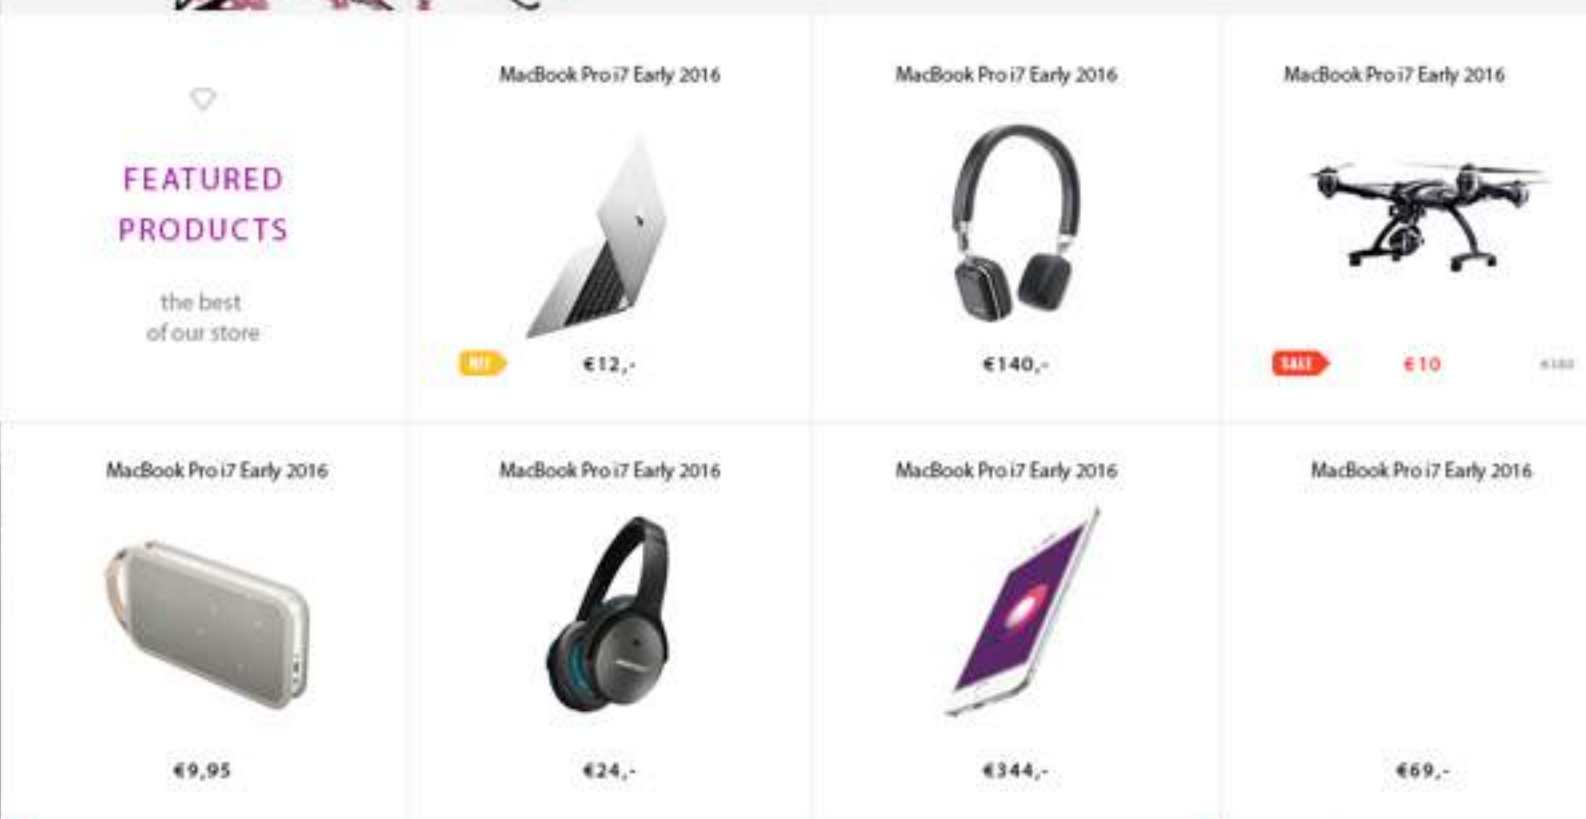 MacBook Pro i7 Early 2016
MacBook Pro i7 Early 2016
MacBook Pro i7 Early 2016
FEATURED
PRODUCTS
the best
of our store
€12,-
€140,-
SALE
€10
MacBook Pro i7 Early 2016
MacBook Pro i7 Early 2016
MacBook Pro i7 Early 2016
MacBook Pro i7 Early 2016
€9,95
€24,-
€344,-
€69,-